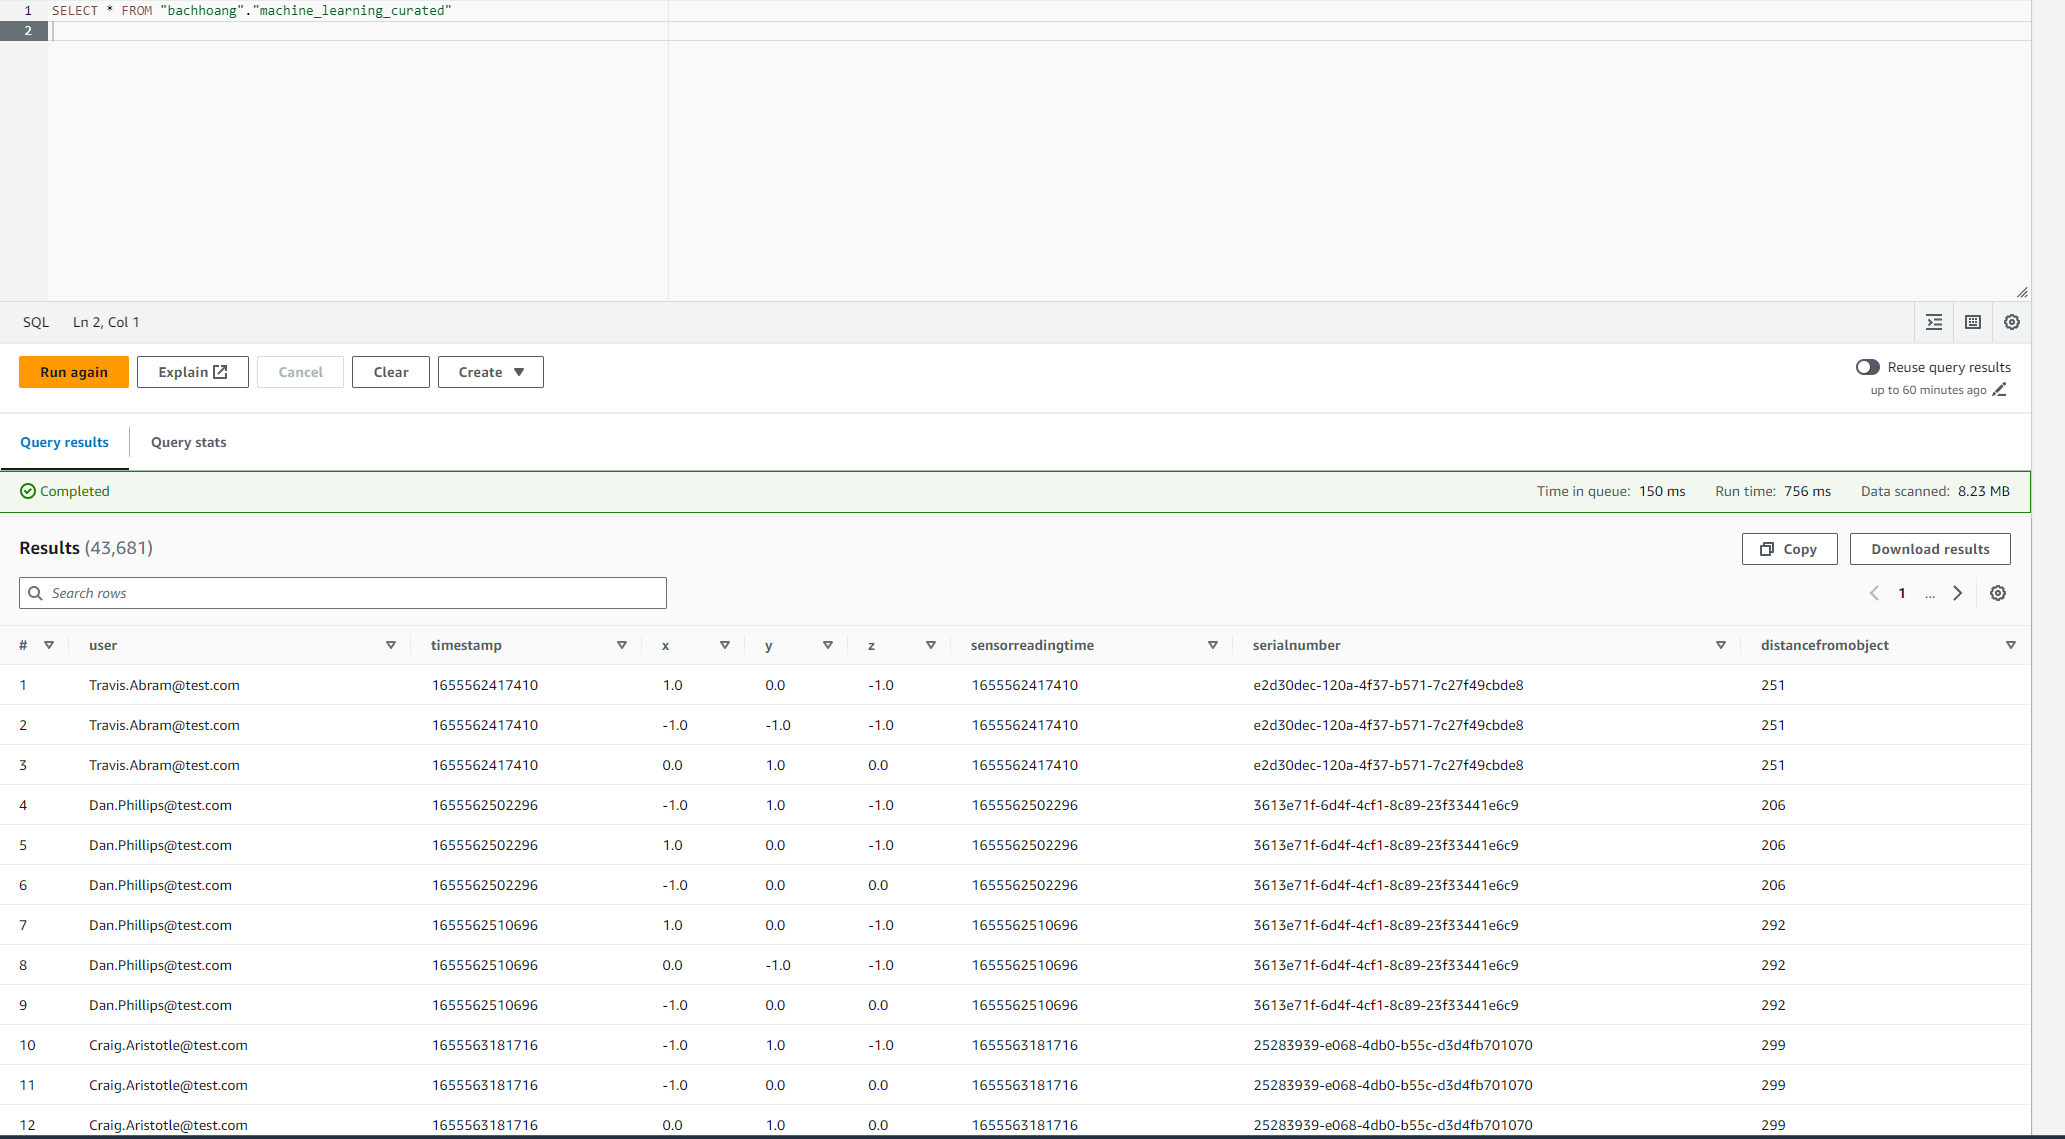 1 SELECT * FROM "bachhoang"."machine_learning_curated"
2
SQL Ln 2, Col 1
Run again Explain Cancel Clear Create Reuse query results
up to 60 minutes ago
Query results Query stats
Completed Time in queue: 150 ms Run time: 756 ms Data scanned: 8.23 MB
Results (43,681) Copy Download results
Search rows 1 ...
# user timestamp x y z sensorreadingtime serialnumber distancefromobject
1 Travis.Abram@test.com 1655562417410 1.0 0.0 -1.0 1655562417410 e2d30dec-120a-4f37-b571-7c27f49cbde8 251
2 Travis.Abram@test.com 1655562417410 -1.0 -1.0 -1.0 1655562417410 e2d30dec-120a-4f37-b571-7c27f49cbde8 251
3 Travis.Abram@test.com 1655562417410 0.0 1.0 0.0 1655562417410 e2d30dec-120a-4f37-b571-7c27f49cbde8 251
4 Dan.Phillips@test.com 1655562502296 -1.0 1.0 -1.0 1655562502296 3613e71f-6d4f-4cf1-8c89-23f33441e6c9 206
5 Dan.Phillips@test.com 1655562502296 1.0 0.0 -1.0 1655562502296 3613e71f-6d4f-4cf1-8c89-23f33441e6c9 206
6 Dan.Phillips@test.com 1655562502296 -1.0 0.0 0.0 1655562502296 3613e71f-6d4f-4cf1-8c89-23f33441e6c9 206
7 Dan.Phillips@test.com 1655562510696 1.0 0.0 -1.0 1655562510696 3613e71f-6d4f-4cf1-8c89-23f33441e6c9 292
8 Dan.Phillips@test.com 1655562510696 0.0 -1.0 -1.0 1655562510696 3613e71f-6d4f-4cf1-8c89-23f33441e6c9 292
9 Dan.Phillips@test.com 1655562510696 -1.0 0.0 0.0 1655562510696 3613e71f-6d4f-4cf1-8c89-23f33441e6c9 292
10 Craig.Aristotle@test.com 1655563181716 -1.0 1.0 -1.0 1655563181716 25283939-e068-4db0-b55c-d3d4fb701070 299
11 Craig.Aristotle@test.com 1655563181716 -1.0 0.0 0.0 1655563181716 25283939-e068-4db0-b55c-d3d4fb701070 299
12 Craig.Aristotle@test.com 1655563181716 0.0 1.0 0.0 1655563181716 25283939-e068-4db0-b55c-d3d4fb701070 299